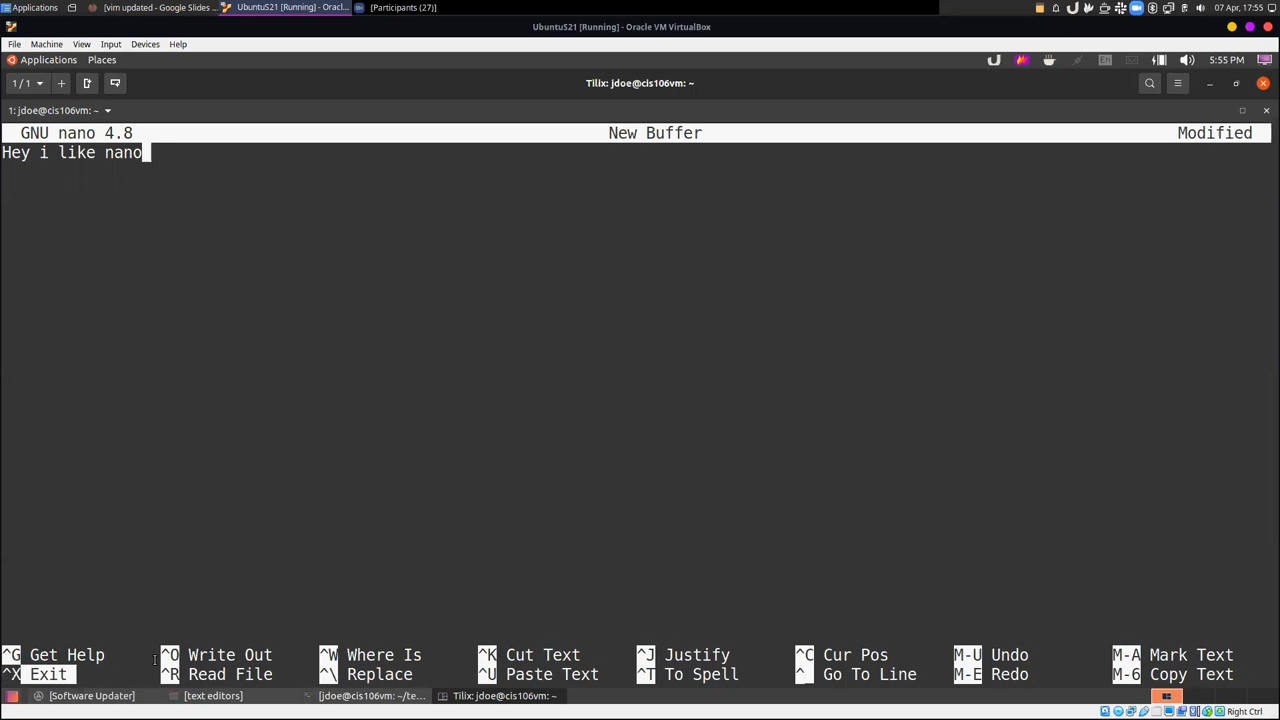 Applications [vim updated - Google Slides ... UbuntuS21 [Running] - Oracl... [Participants (27)] 07 Apr, 17:55
UbuntuS21 [Running] - Oracle VM VirtualBox
File Machine View Input Devices Help
Applications Places En 5:55 PM
1 / 1 Tilix: jdoe@cis106vm: ~
1: jdoe@cis106vm: ~
GNU nano 4.8 New Buffer Modified
Hey i like nano
^G Get Help ^O Write Out ^W Where Is ^K Cut Text ^J Justify ^C Cur Pos M-U Undo M-A Mark Text
^X Exit ^R Read File ^\ Replace ^U Paste Text ^T To Spell ^_ Go To Line M-E Redo M-6 Copy Text
[Software Updater] [text editors] [jdoe@cis106vm: ~/te... Tilix: jdoe@cis106vm: ~
Right Ctrl